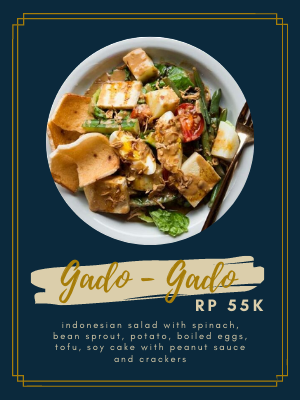 Gado - Gado
RP 55K
indonesian salad with spinach,
bean sprout, potato, boiled eggs,
tofu, soy cake with peanut sauce
and crackers